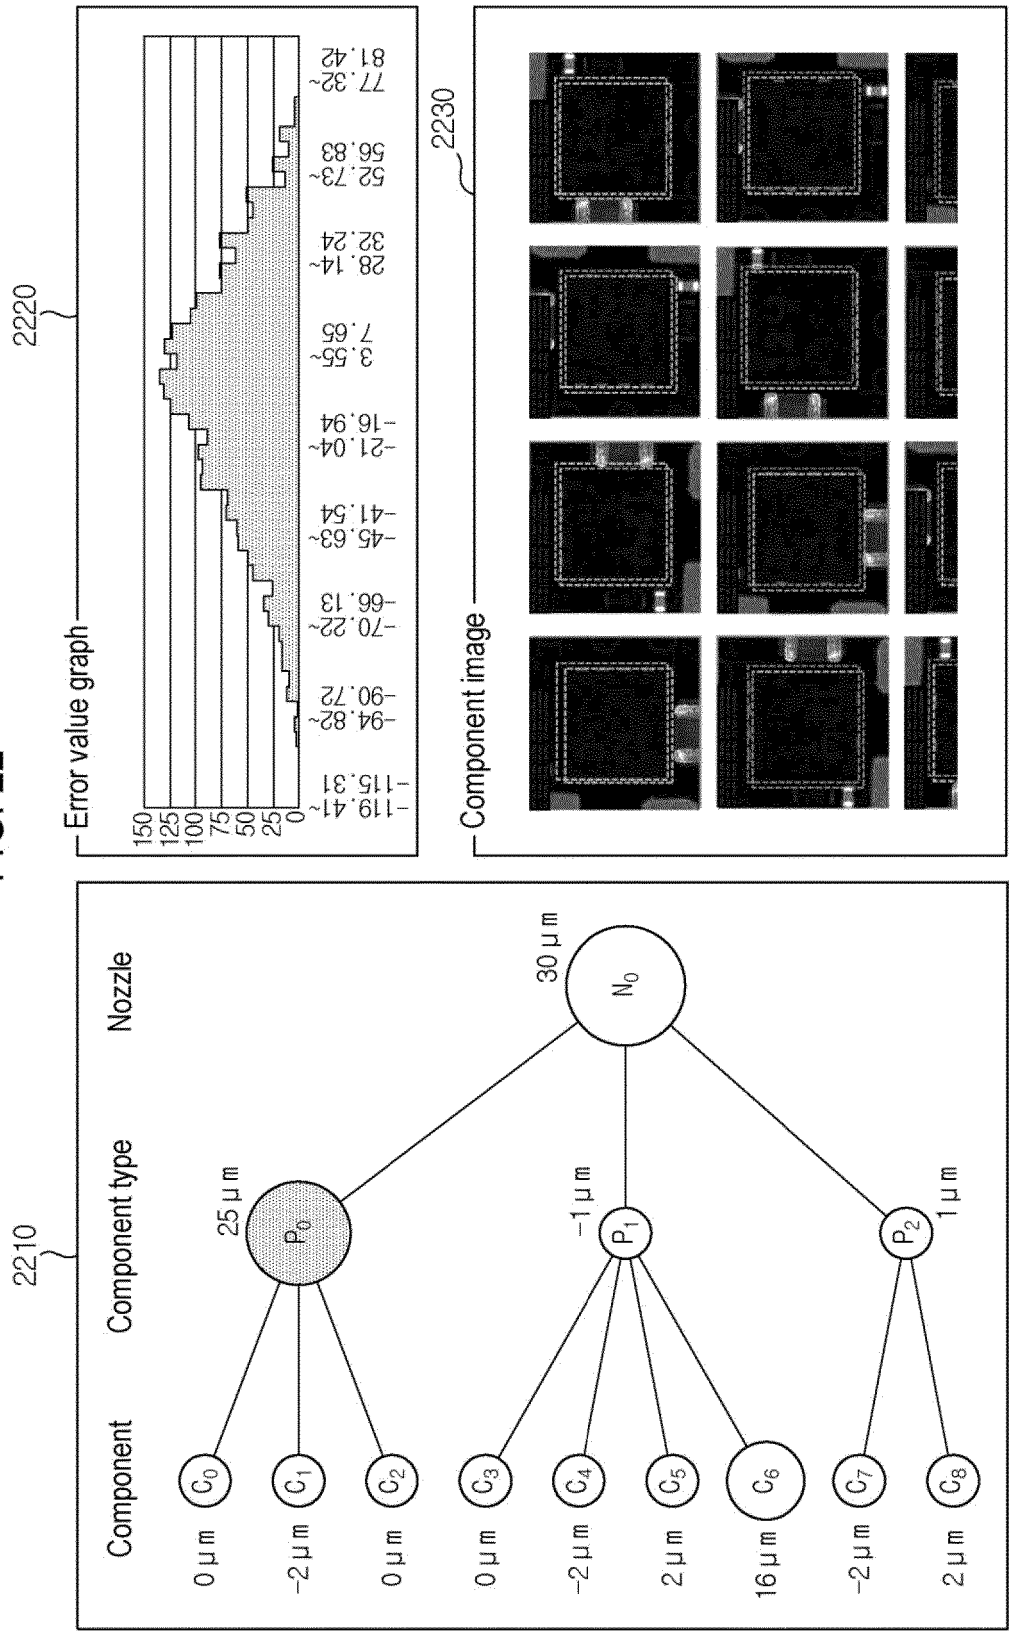 2210
Component
Component type
Nozzle
0 μm
C0
-2 μm
C1
0 μm
C2
0 μm
C3
-2 μm
C4
2 μm
C5
16 μm
C6
-2 μm
C7
2 μm
C8
25 μm
P0
-1 μm
P1
1 μm
P2
30 μm
N0
2220
Error value graph
150
125
100
75
50
25
0
-119.41~
-115.31
-94.82~
-90.72
-70.22~
-66.13
-45.63~
-41.54
-21.04~
-16.94
3.55~
7.65
28.14~
32.24
52.73~
56.83
77.32~
81.42
2230
Component image